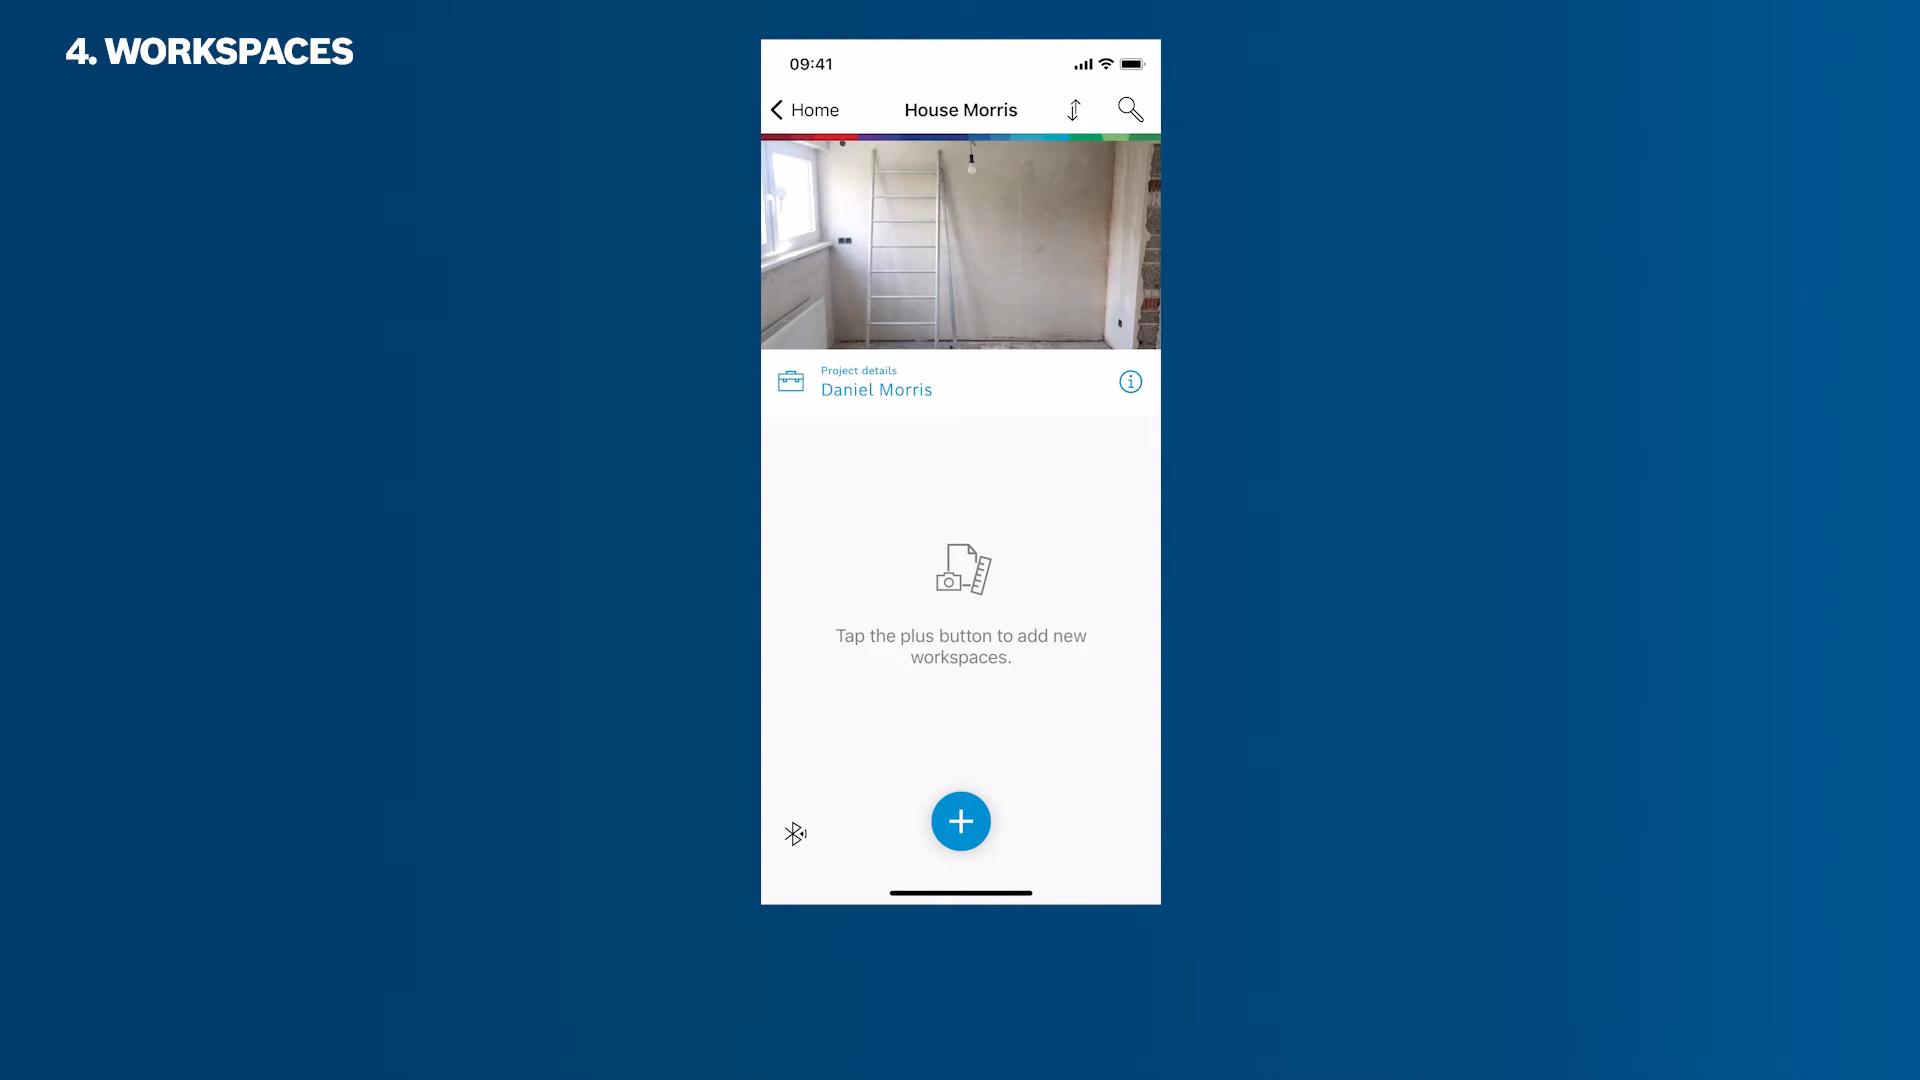 4. WORKSPACES
09:41
Home
House Morris
Project details
Daniel Morris
Tap the plus button to add new
workspaces.